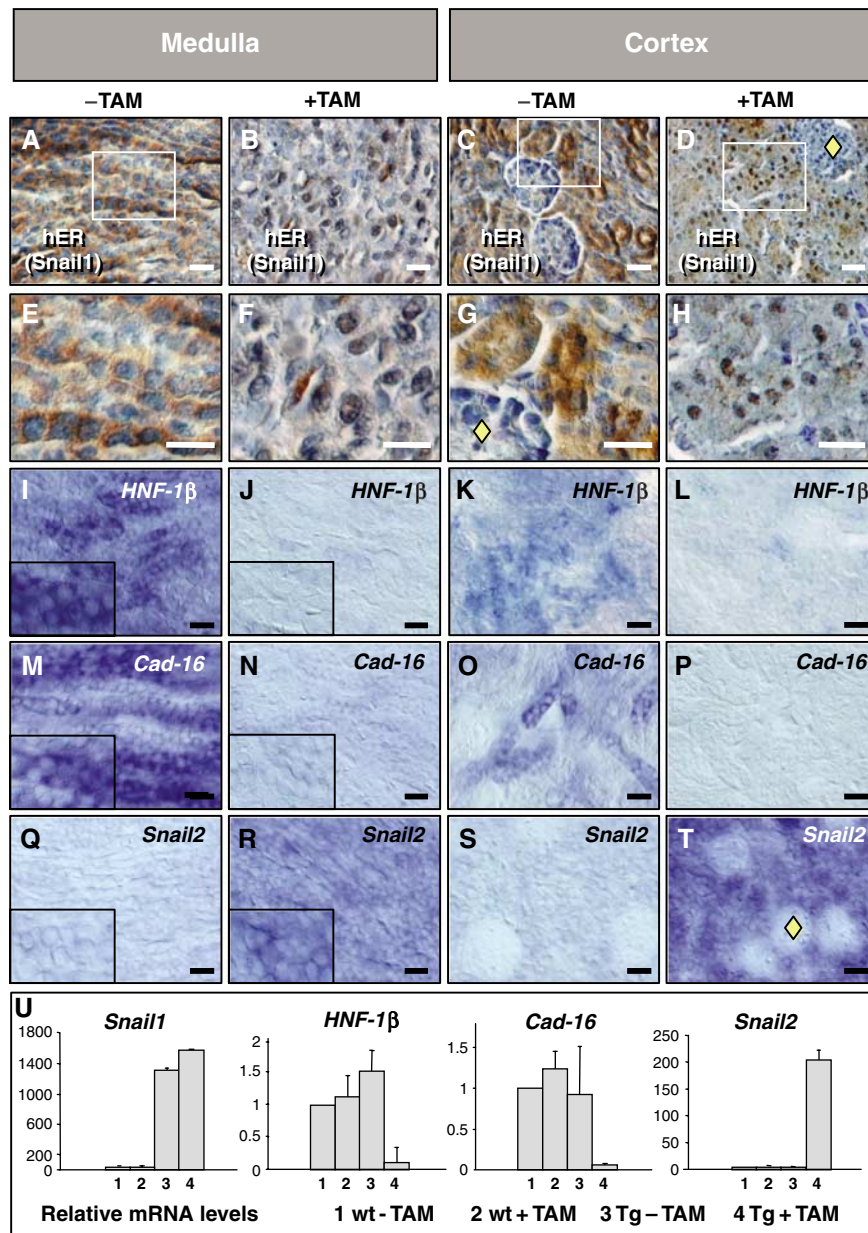 Medulla Cortex
–TAM +TAM –TAM +TAM
A B C D
hER (Snail1) hER (Snail1) hER (Snail1) hER (Snail1)
E F G H
I HNF-1β J HNF-1β K HNF-1β L HNF-1β
M Cad-16 N Cad-16 O Cad-16 P Cad-16
Q Snail2 R Snail2 S Snail2 T Snail2
U
Snail1 HNF-1β Cad-16 Snail2
1800 1400 1000 600 200 0
2 1.5 1 0.5 0
1.5 1 0.5 0
250 200 150 100 50 0
1 2 3 4 1 2 3 4 1 2 3 4 1 2 3 4
Relative mRNA levels 1 wt - TAM 2 wt + TAM 3 Tg – TAM 4 Tg + TAM